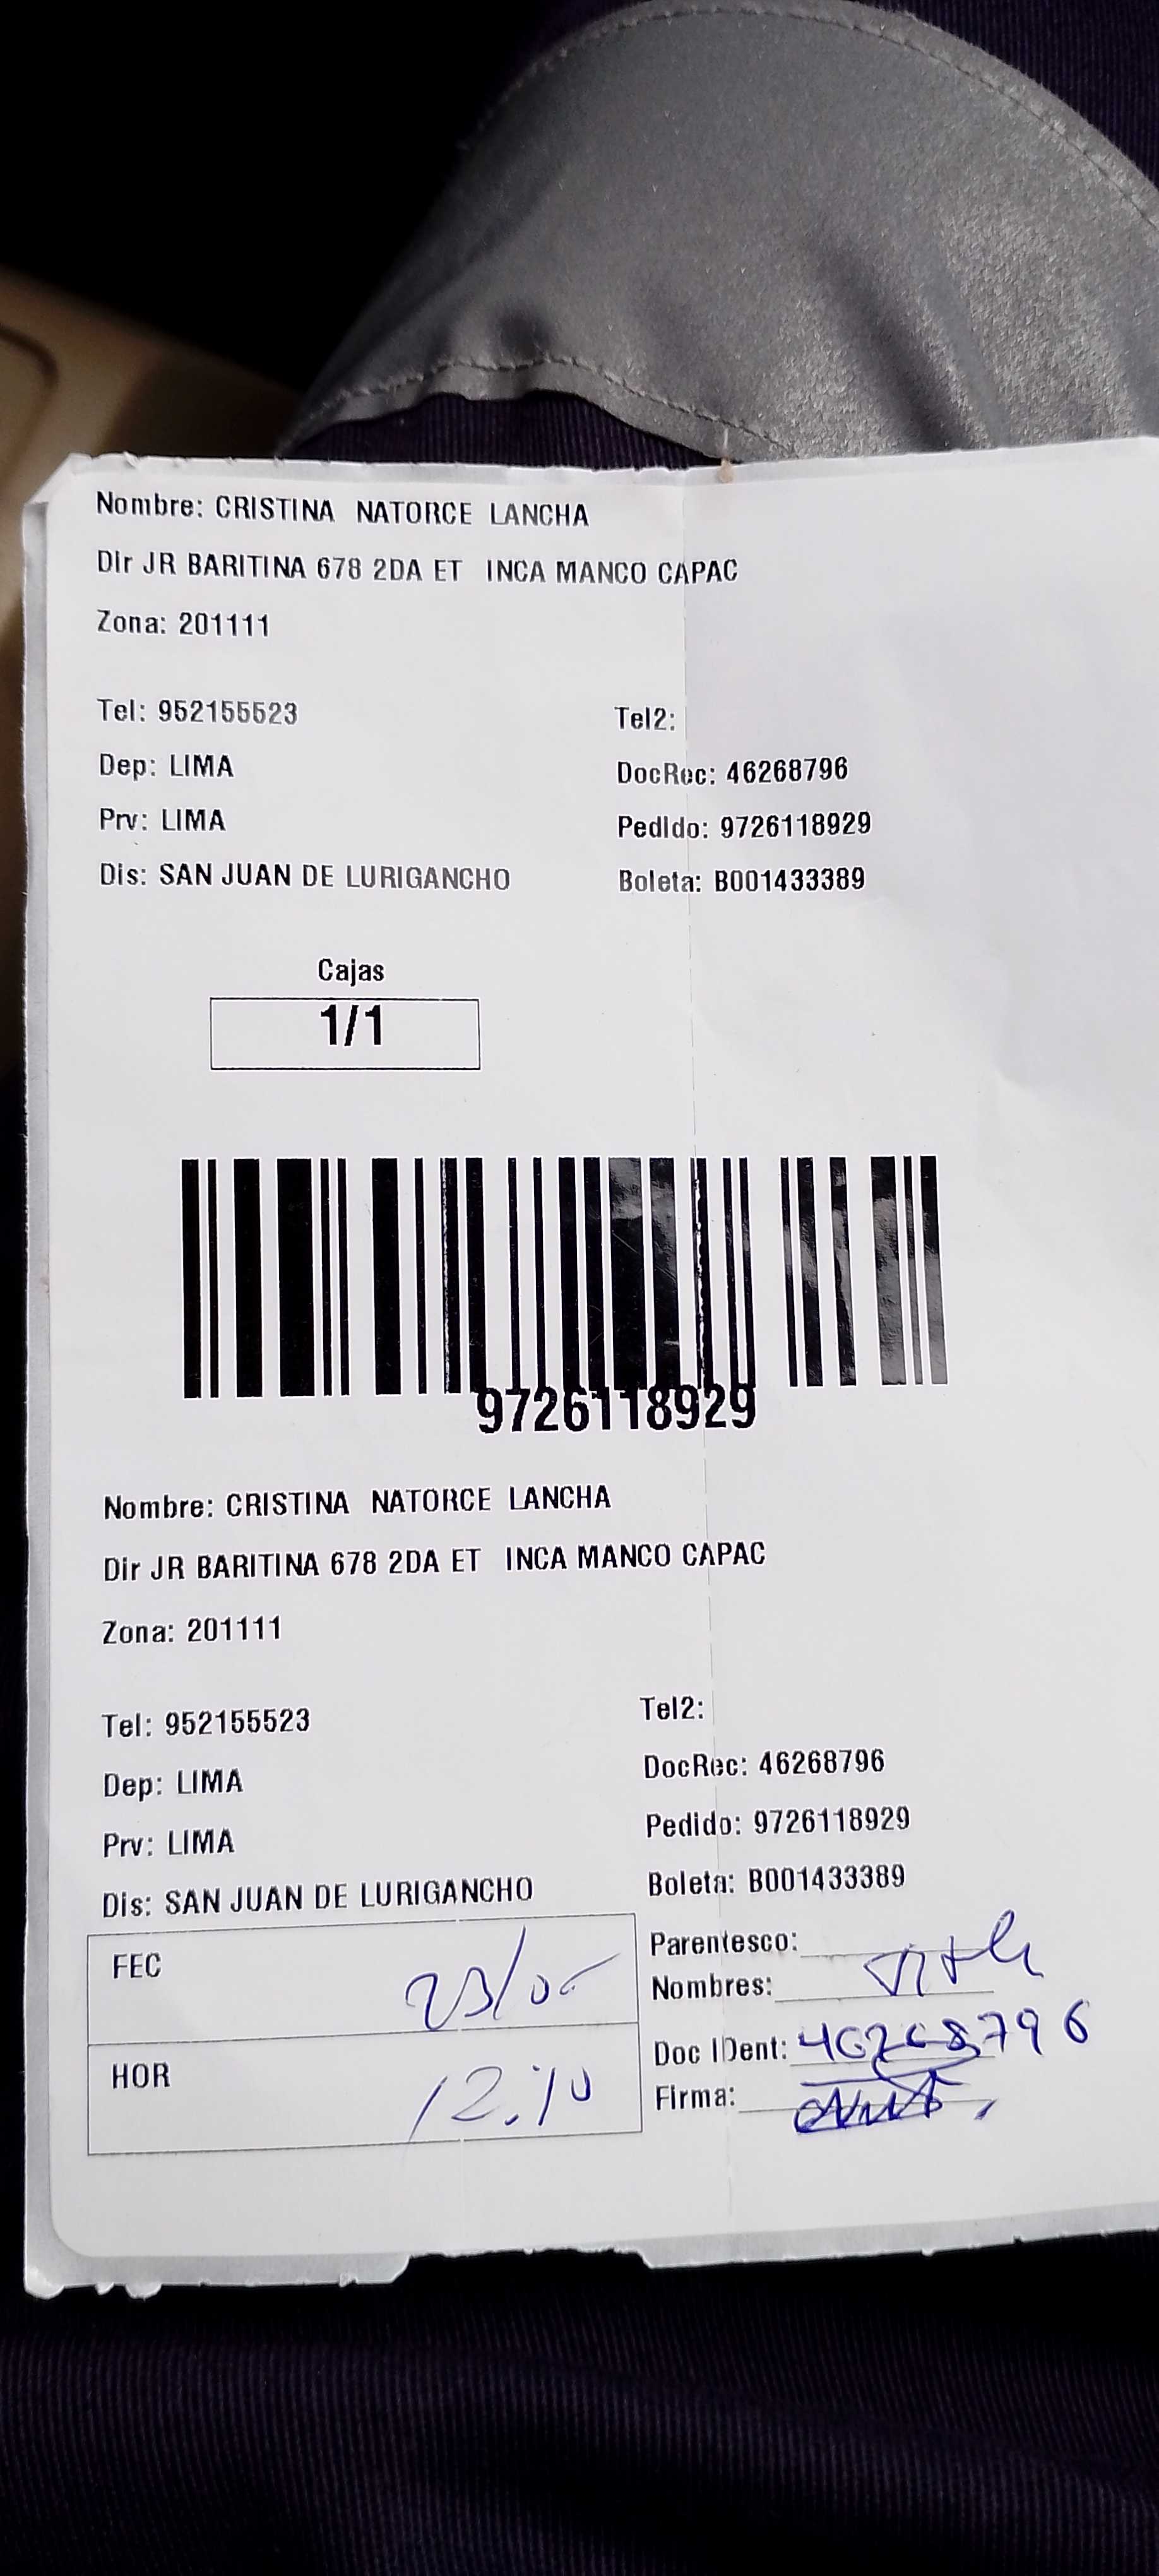 Nombre: CRISTINA NATORCE LANCHA
Dir JR BARITINA 678 2DA ET INCA MANCO CAPAC
Zona: 201111
Tel: 952155523 Tel2:
Dep: LIMA DocRec: 46268796
Prv: LIMA Pedido: 9726118929
Dis: SAN JUAN DE LURIGANCHO Boleta: B001433389
Cajas
1/1
9726118929
Nombre: CRISTINA NATORCE LANCHA
Dir JR BARITINA 678 2DA ET INCA MANCO CAPAC
Zona: 201111
Tel: 952155523 Tel2:
Dep: LIMA DocRec: 46268796
Prv: LIMA Pedido: 9726118929
Dis: SAN JUAN DE LURIGANCHO Boleta: B001433389
FEC Parentesco:
Nombres:
HOR 12:10 Doc IDent: 46268796
Firma: